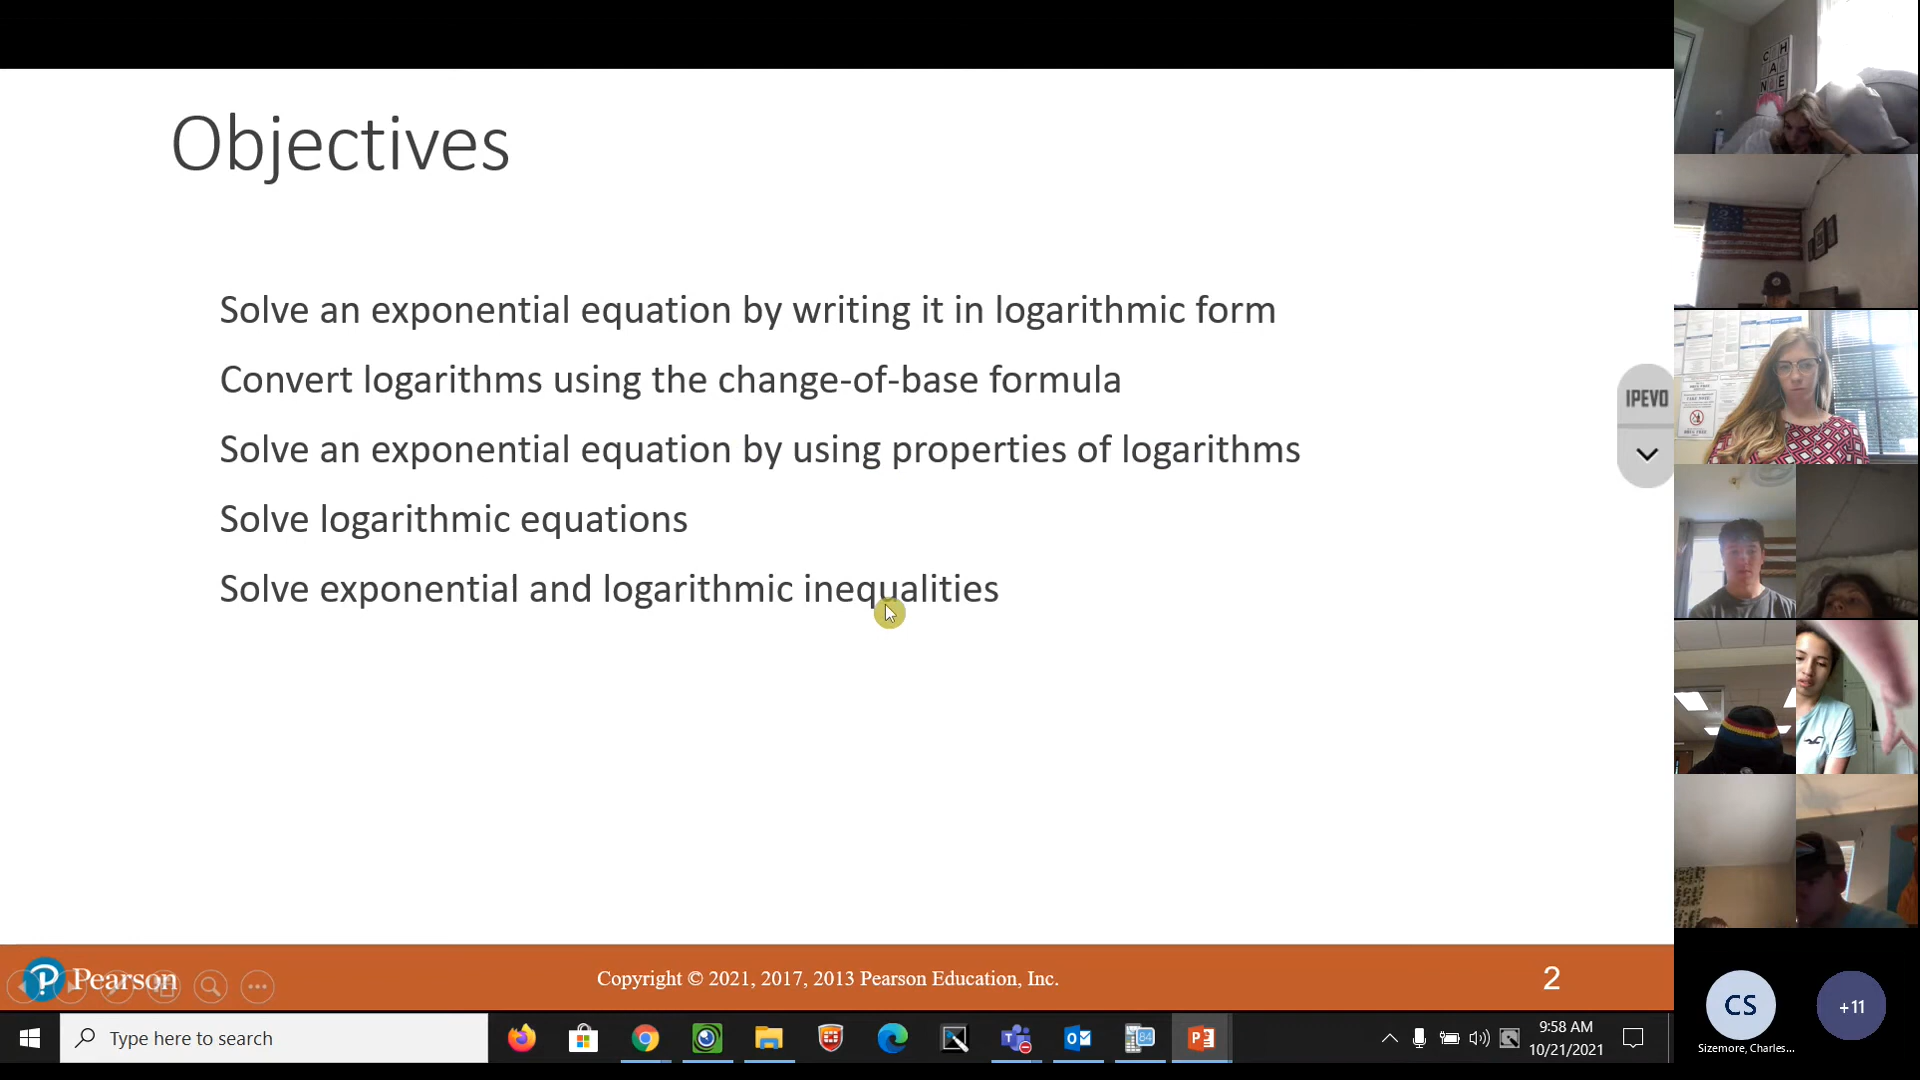 Objectives
Solve an exponential equation by writing it in logarithmic form
Convert logarithms using the change-of-base formula
Solve an exponential equation by using properties of logarithms
Solve logarithmic equations
Solve exponential and logarithmic inequalities
IPEVO
Pearson
Copyright © 2021, 2017, 2013 Pearson Education, Inc.
2
Type here to search
84
9:58 AM
10/21/2021
C H
A
N E
CS
+11
Sizemore, Charles...